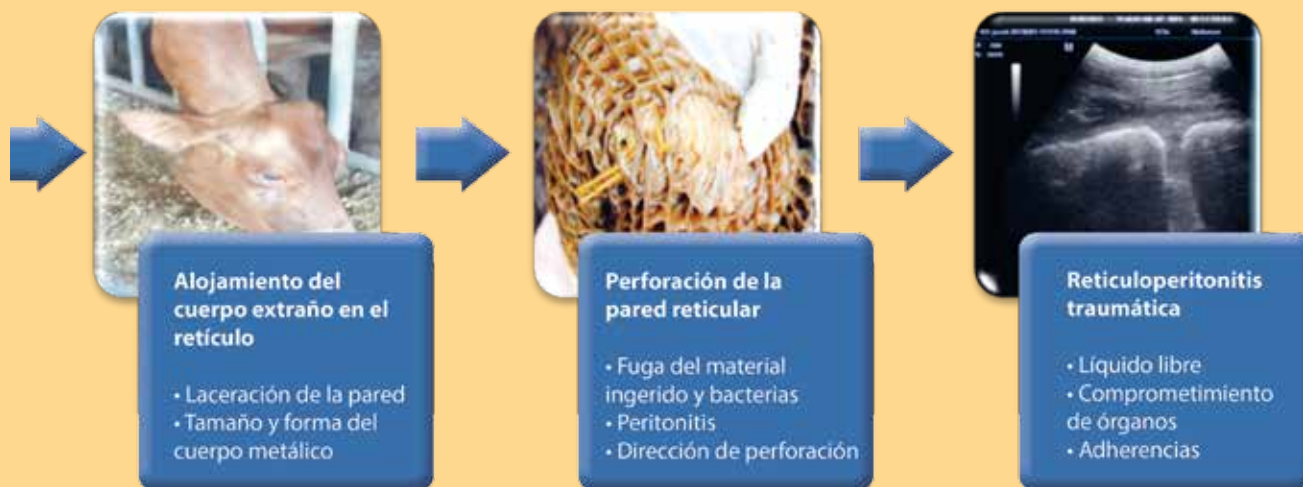 Alojamiento del
cuerpo extraño en el
retículo
• Laceración de la pared
• Tamaño y forma del
cuerpo metálico
Perforación de la
pared reticular
• Fuga del material
ingerido y bacterias
• Peritonitis
• Dirección de perforación
Reticuloperitonitis
traumática
• Líquido libre
• Comprometimiento
de órganos
• Adherencias